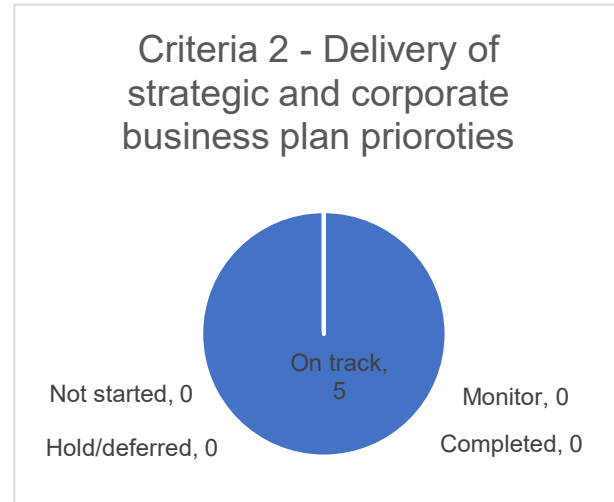 Criteria 2 - Delivery of
strategic and corporate
business plan prioroties
On track,
5
Not started, 0
Monitor, 0
Hold/deferred, 0
Completed, 0